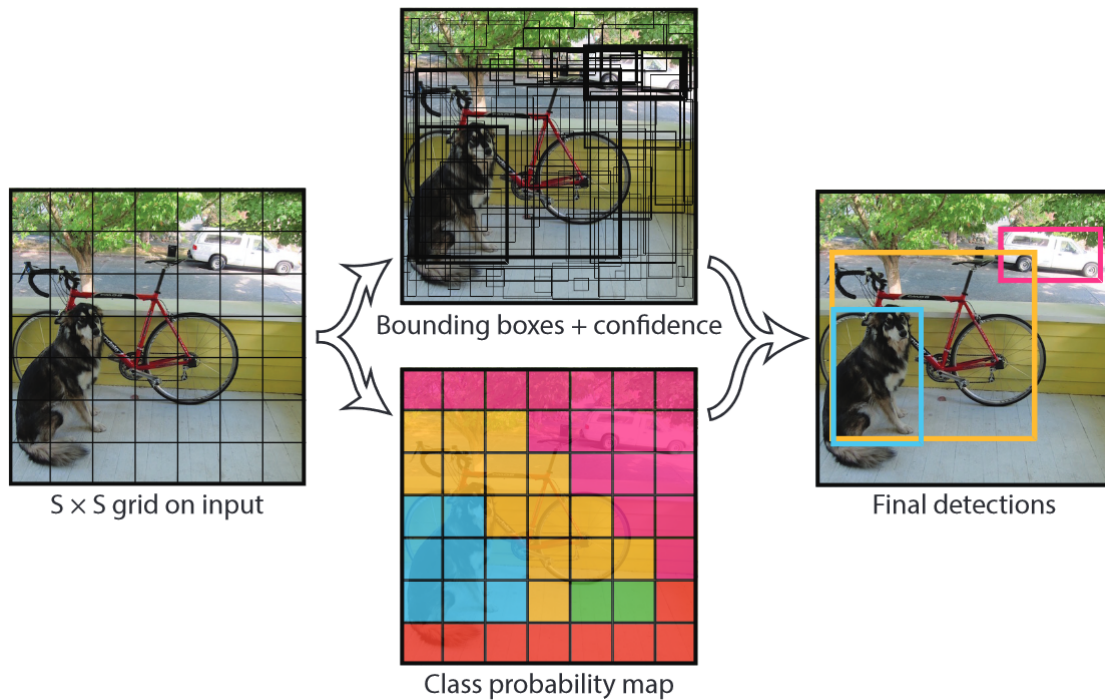 Bounding boxes + confidence
S × S grid on input
Final detections
Class probability map